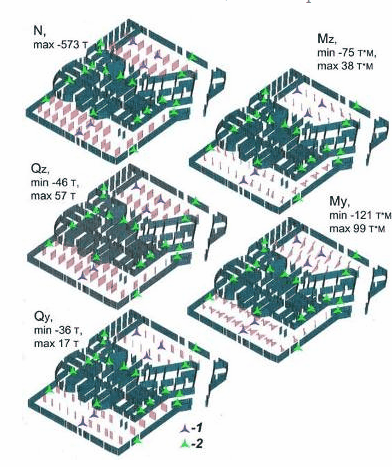 N,
max -573 т
Mz,
min -75 т*м,
max 38 т*м
Qz,
min -46 т,
max 57 т
My,
min -121 т*м
max 99 т*м
Qy,
min -36 т,
max 17 т
-1
-2